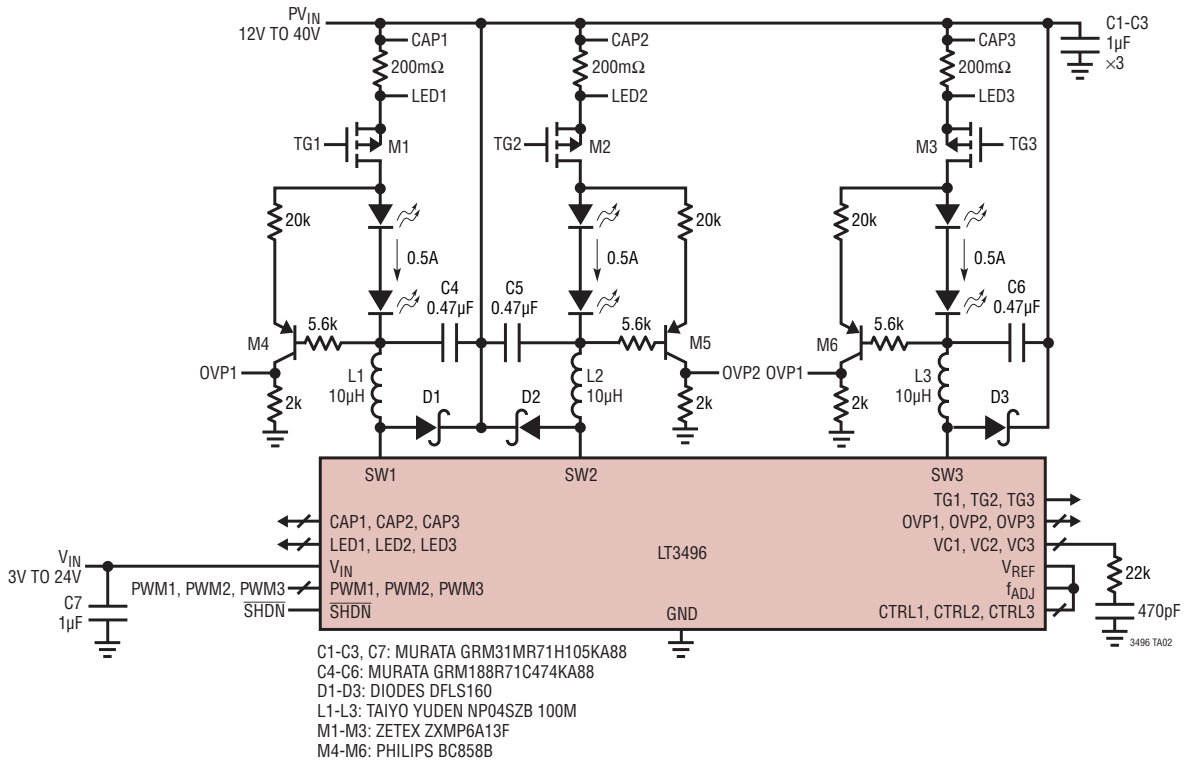 PVIN
12V TO 40V
CAP1
CAP2
CAP3
C1-C3
1µF
×3
200mΩ
200mΩ
200mΩ
LED1
LED2
LED3
TG1
M1
TG2
M2
M3
TG3
20k
20k
20k
0.5A
0.5A
0.5A
C4
0.47µF
C5
0.47µF
C6
0.47µF
M4
5.6k
5.6k
M5
M6
5.6k
OVP1
OVP2
OVP1
L1
10µH
L2
10µH
L3
10µH
2k
2k
2k
D1
D2
D3
SW1
SW2
SW3
TG1, TG2, TG3
CAP1, CAP2, CAP3
OVP1, OVP2, OVP3
LED1, LED2, LED3
LT3496
VC1, VC2, VC3
VIN
3V TO 24V
VIN
VREF
22k
PWM1, PWM2, PWM3
PWM1, PWM2, PWM3
fADJ
C7
1µF
SHDN
SHDN
GND
CTRL1, CTRL2, CTRL3
470pF
3496 TA02
C1-C3, C7: MURATA GRM31MR71H105KA88
C4-C6: MURATA GRM188R71C474KA88
D1-D3: DIODES DFLS160
L1-L3: TAIYO YUDEN NP04SZB 100M
M1-M3: ZETEX ZXMP6A13F
M4-M6: PHILIPS BC858B